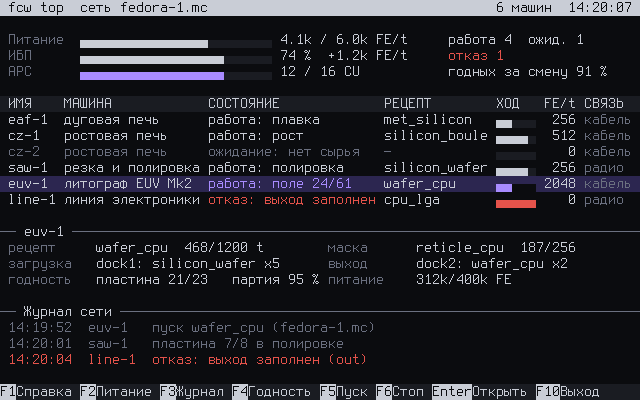 fcw top  сеть fedora-1.mc  6 машин  14:20:07
Питание  4.1k / 6.0k FE/t  работа 4  ожид. 1
ИБП  74 %  +1.2k FE/t  отказ 1
АРС  12 / 16 CU  годных за смену 91 %
ИМЯ  МАШИНА  СОСТОЯНИЕ  РЕЦЕПТ  ХОД  FE/t  СВЯЗЬ
eaf-1  дуговая печь  работа: плавка  met_silicon  256  кабель
cz-1  ростовая печь  работа: рост  silicon_boule  512  кабель
cz-2  ростовая печь  ожидание: нет сырья  –  0  кабель
saw-1  резка и полировка  работа: полировка  silicon_wafer  256  радио
euv-1  литограф EUV Mk2  работа: поле 24/61  wafer_cpu  2048  кабель
line-1  линия электроники  отказ: выход заполнен  cpu_lga  0  радио
euv-1
рецепт  wafer_cpu  468/1200 t  маска  reticle_cpu  187/256
загрузка  dock1: silicon_wafer x5  выход  dock2: wafer_cpu x2
годность  пластина 21/23  партия 95 %  питание  312k/400k FE
Журнал сети
14:19:52  euv-1  пуск wafer_cpu (fedora-1.mc)
14:20:01  saw-1  пластина 7/8 в полировке
14:20:04  line-1  отказ: выход заполнен (out)
F1Справка  F2Питание  F3Журнал  F4Годность  F5Пуск  F6Стоп  EnterОткрыть  F10Выход